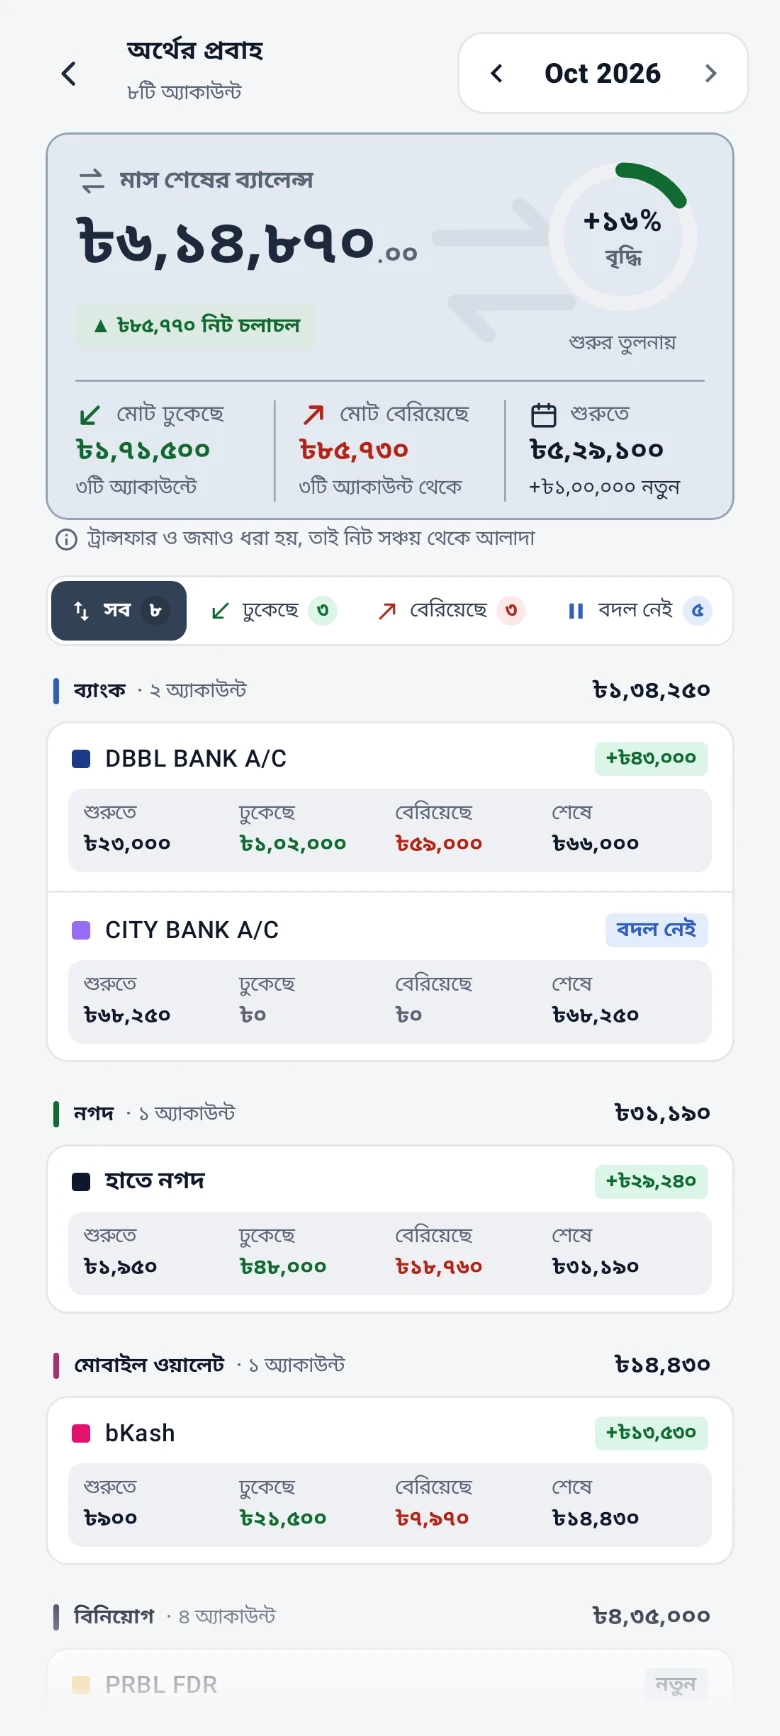 অর্থের প্রবাহ
৮টি অ্যাকাউন্ট
Oct 2026
মাস শেষের ব্যালেন্স
৳৬,১৪,৮৭০.০০
+১৬%
বৃদ্ধি
▲ ৳৮৫,৭৭০ নিট চলাচল
শুরুর তুলনায়
মোট ঢুকেছে
৳১,৭১,৫০০
৩টি অ্যাকাউন্টে
মোট বেরিয়েছে
৳৮৫,৭৩০
৩টি অ্যাকাউন্ট থেকে
শুরুতে
৳৫,২৯,১০০
+৳১,০০,০০০ নতুন
ট্রান্সফার ও জমাও ধরা হয়, তাই নিট সঞ্চয় থেকে আলাদা
সব ৮ ঢুকেছে ৩ বেরিয়েছে ৩ বদল নেই ৫
ব্যাংক · ২ অ্যাকাউন্ট ৳১,৩৪,২৫০
DBBL BANK A/C +৳৪৩,০০০
শুরুতে ঢুকেছে বেরিয়েছে শেষে
৳২৩,০০০ ৳১,০২,০০০ ৳৫৯,০০০ ৳৬৬,০০০
CITY BANK A/C বদল নেই
শুরুতে ঢুকেছে বেরিয়েছে শেষে
৳৬৮,২৫০ ৳০ ৳০ ৳৬৮,২৫০
নগদ · ১ অ্যাকাউন্ট ৳৩১,১৯০
হাতে নগদ +৳২৯,২৪০
শুরুতে ঢুকেছে বেরিয়েছে শেষে
৳১,৯৫০ ৳৪৮,০০০ ৳১৮,৭৬০ ৳৩১,১৯০
মোবাইল ওয়ালেট · ১ অ্যাকাউন্ট ৳১৪,৪৩০
bKash +৳১৩,৫৩০
শুরুতে ঢুকেছে বেরিয়েছে শেষে
৳৯০০ ৳২১,৫০০ ৳৭,৯৭০ ৳১৪,৪৩০
বিনিয়োগ · ৪ অ্যাকাউন্ট ৳৪,৩৫,০০০
PRBL FDR নতুন